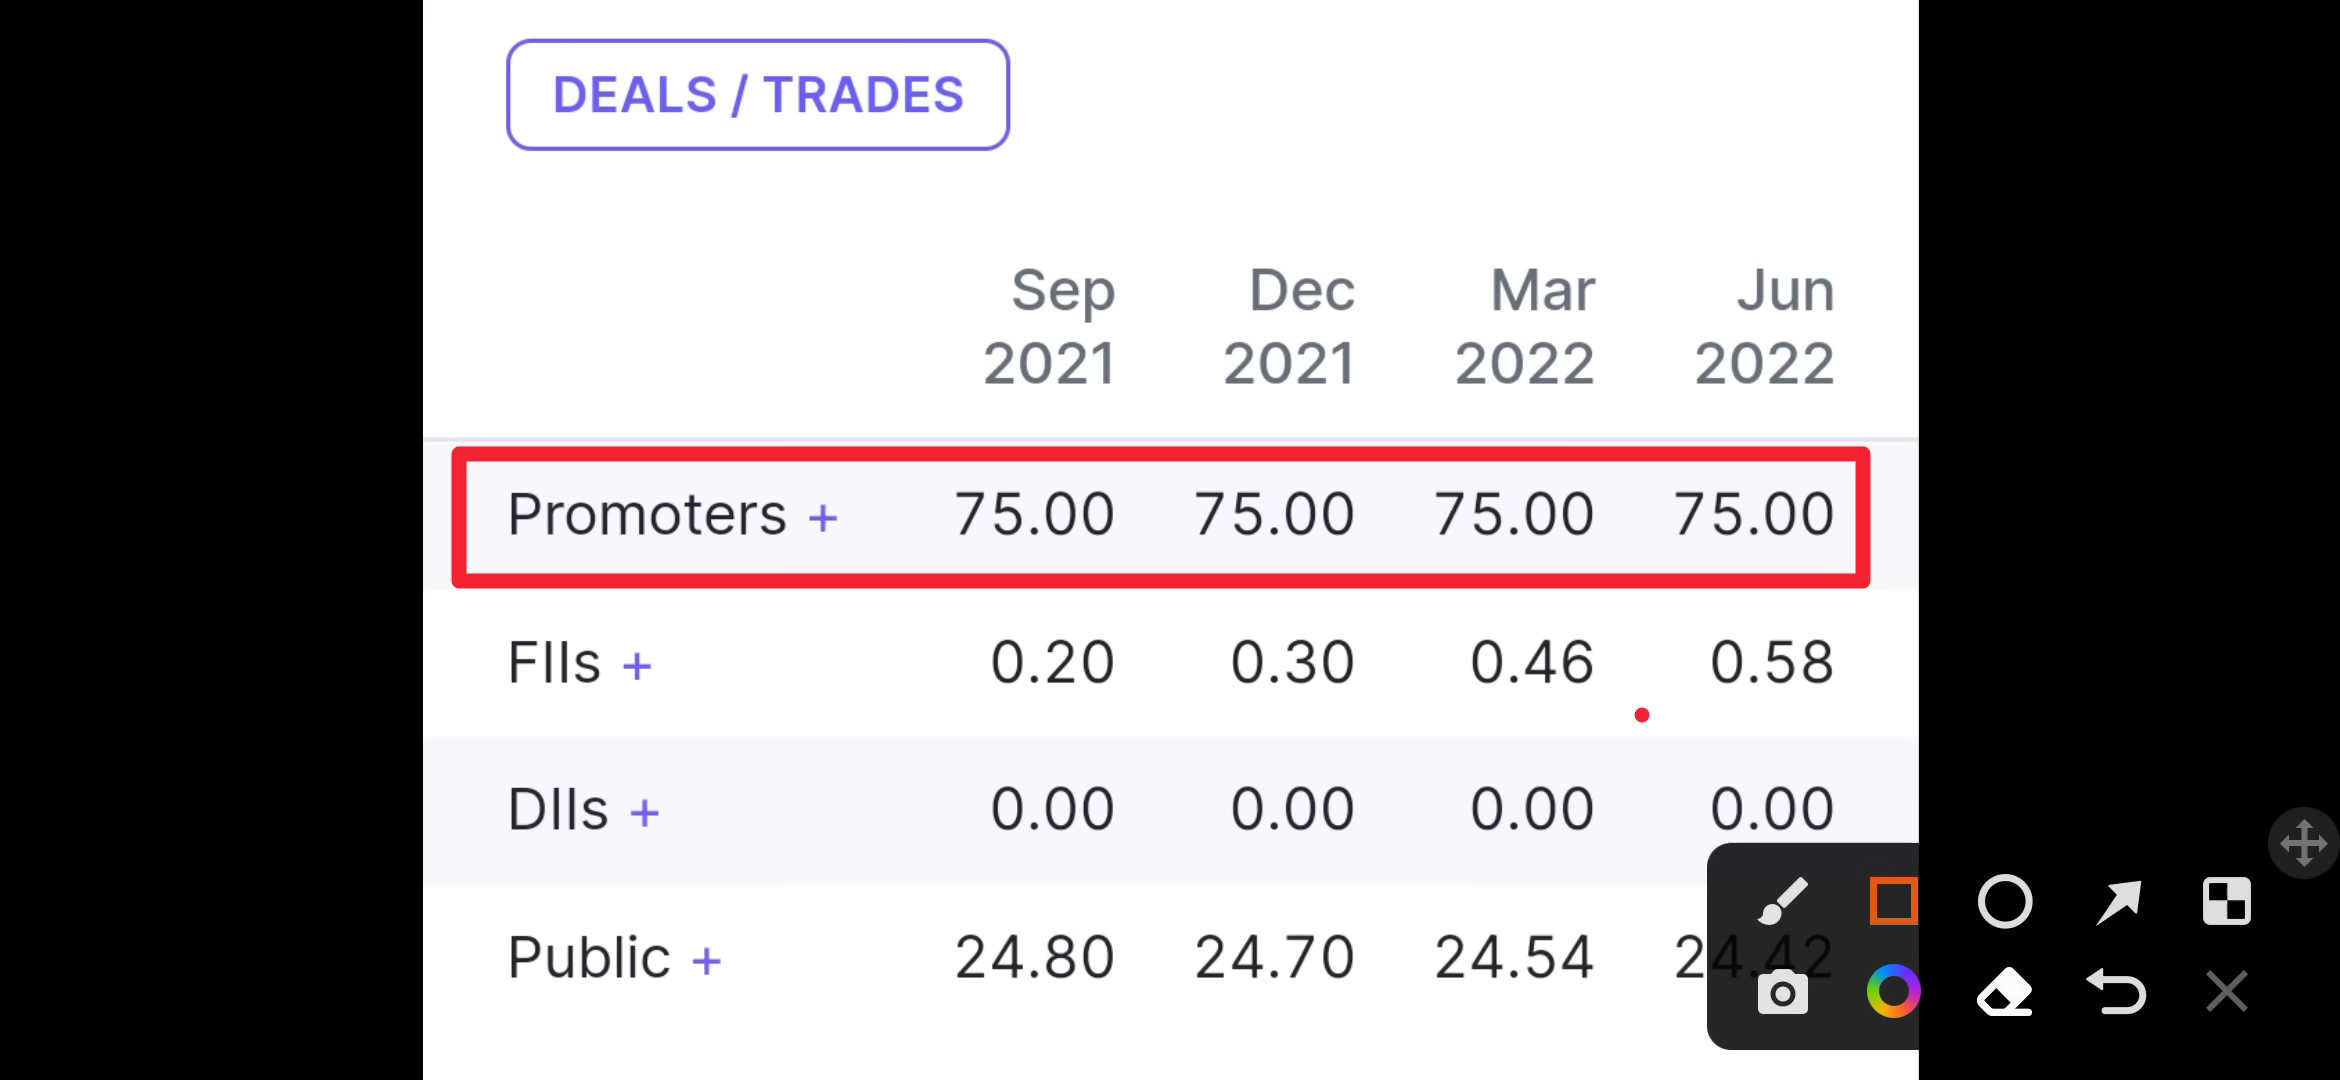 DEALS / TRADES
Sep Dec Mar Jun
2021 2021 2022 2022
Promoters + 75.00 75.00 75.00 75.00
FIIs + 0.20 0.30 0.46 0.58
DIIs + 0.00 0.00 0.00 0.00
Public + 24.80 24.70 24.54 24.42